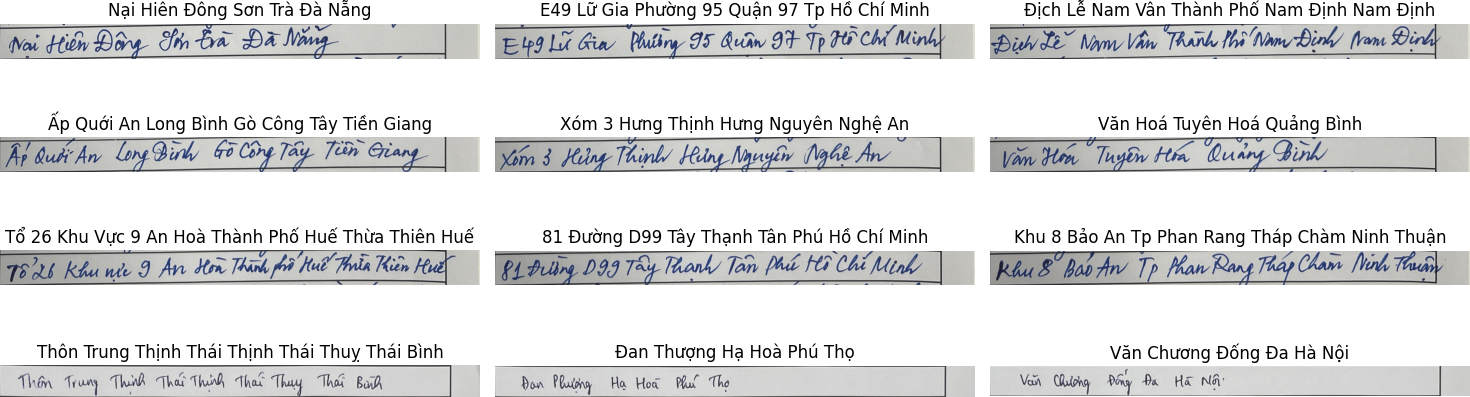 Nại Hiên Đông Sơn Trà Đà Nẵng
E49 Lữ Gia Phường 95 Quận 97 Tp Hồ Chí Minh
Địch Lễ Nam Vân Thành Phố Nam Định Nam Định
Nại Hiên Đông Sơn Trà Đà Nẵng
E49 Lữ Gia Phường 95 Quận 97 Tp Hồ Chí Minh
Địch Lễ Nam Vân Thành Phố Nam Định Nam Định
Ấp Quới An Long Bình Gò Công Tây Tiền Giang
Xóm 3 Hưng Thịnh Hưng Nguyên Nghệ An
Văn Hoá Tuyên Hoá Quảng Bình
Ấp Quới An Long Bình Gò Công Tây Tiền Giang
Xóm 3 Hưng Thịnh Hưng Nguyên Nghệ An
Văn Hóa Tuyên Hóa Quảng Bình
Tổ 26 Khu Vực 9 An Hoà Thành Phố Huế Thừa Thiên Huế
81 Đường D99 Tây Thạnh Tân Phú Hồ Chí Minh
Khu 8 Bảo An Tp Phan Rang Tháp Chàm Ninh Thuận
Tổ 26 Khu vực 9 An Hòa Thành phố Huế Thừa Thiên Huế
81 Đường D99 Tây Thạnh Tân Phú Hồ Chí Minh
Khu 8 Bảo An Tp Phan Rang Tháp Chàm Ninh Thuận
Thôn Trung Thịnh Thái Thịnh Thái Thuỵ Thái Bình
Đan Thượng Hạ Hoà Phú Thọ
Văn Chương Đống Đa Hà Nội
Thôn Trung Thịnh Thái Thịnh Thái Thụy Thái Bình
Đan Phượng Hạ Hoà Phú Thọ
Văn Chương Đống Đa Hà Nội